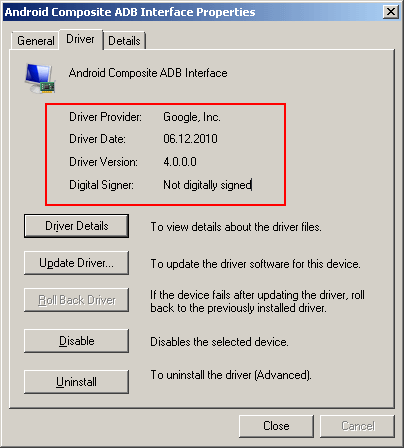 Android Composite ADB Interface Properties
General Driver Details
Android Composite ADB Interface
Driver Provider: Google, Inc.
Driver Date: 06.12.2010
Driver Version: 4.0.0.0
Digital Signer: Not digitally signed
Driver Details To view details about the driver files.
Update Driver... To update the driver software for this device.
Roll Back Driver If the device fails after updating the driver, roll
back to the previously installed driver.
Disable Disables the selected device.
Uninstall To uninstall the driver (Advanced).
Close Cancel